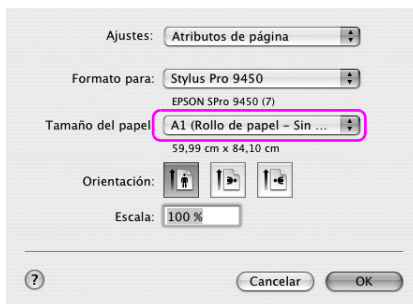 Ajustes: Atributos de página
Formato para: Stylus Pro 9450
EPSON SPro 9450 (7)
Tamaño del papel A1 (Rollo de papel – Sin ...
59,99 cm x 84,10 cm
Orientación:
Escala: 100 %
? Cancelar OK